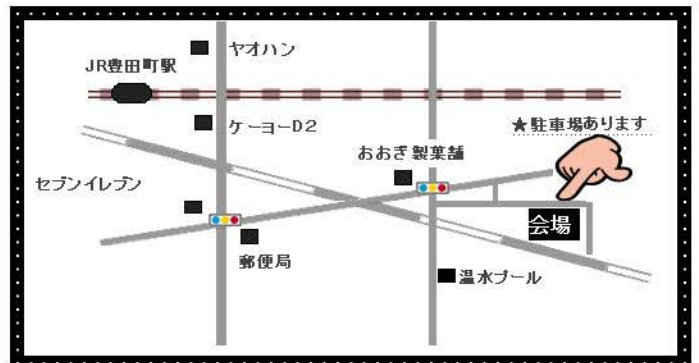 ヤオハン
JR豊田町駅
ケーヨーD2
★駐車場あります
おおぎ製菓舗
セブンイレブン
会場
郵便局
温水プール